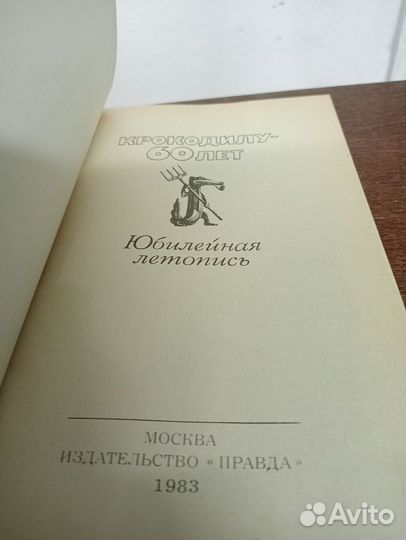 КРОКОДИЛУ-
60 ЛЕТ
Юбилейная
летопись
МОСКВА
ИЗДАТЕЛЬСТВО «ПРАВДА»
1983
Avito